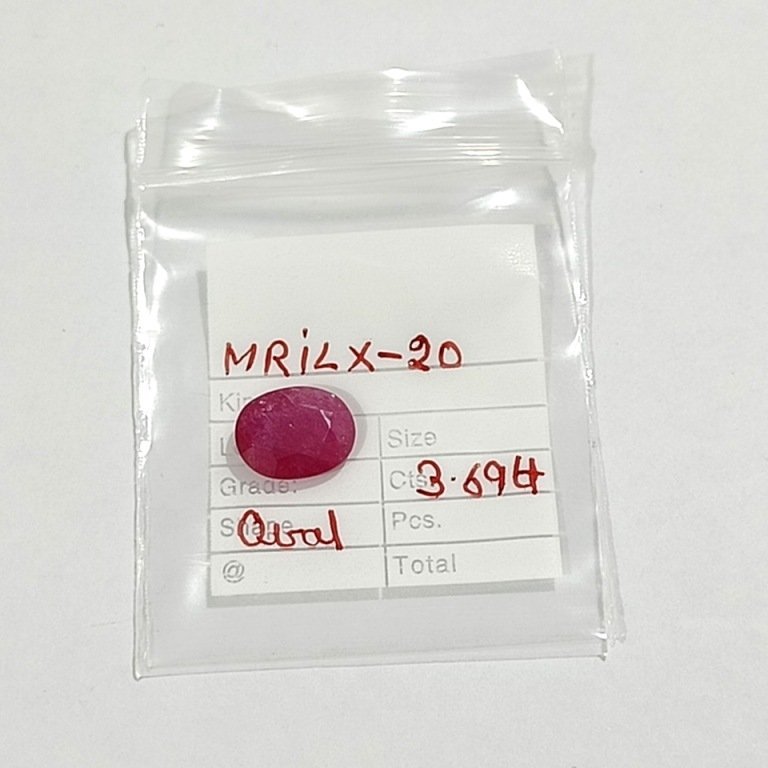 MRiLX-20
Size
Grade:
Cts 3.694
Oval
Pcs.
@
Total